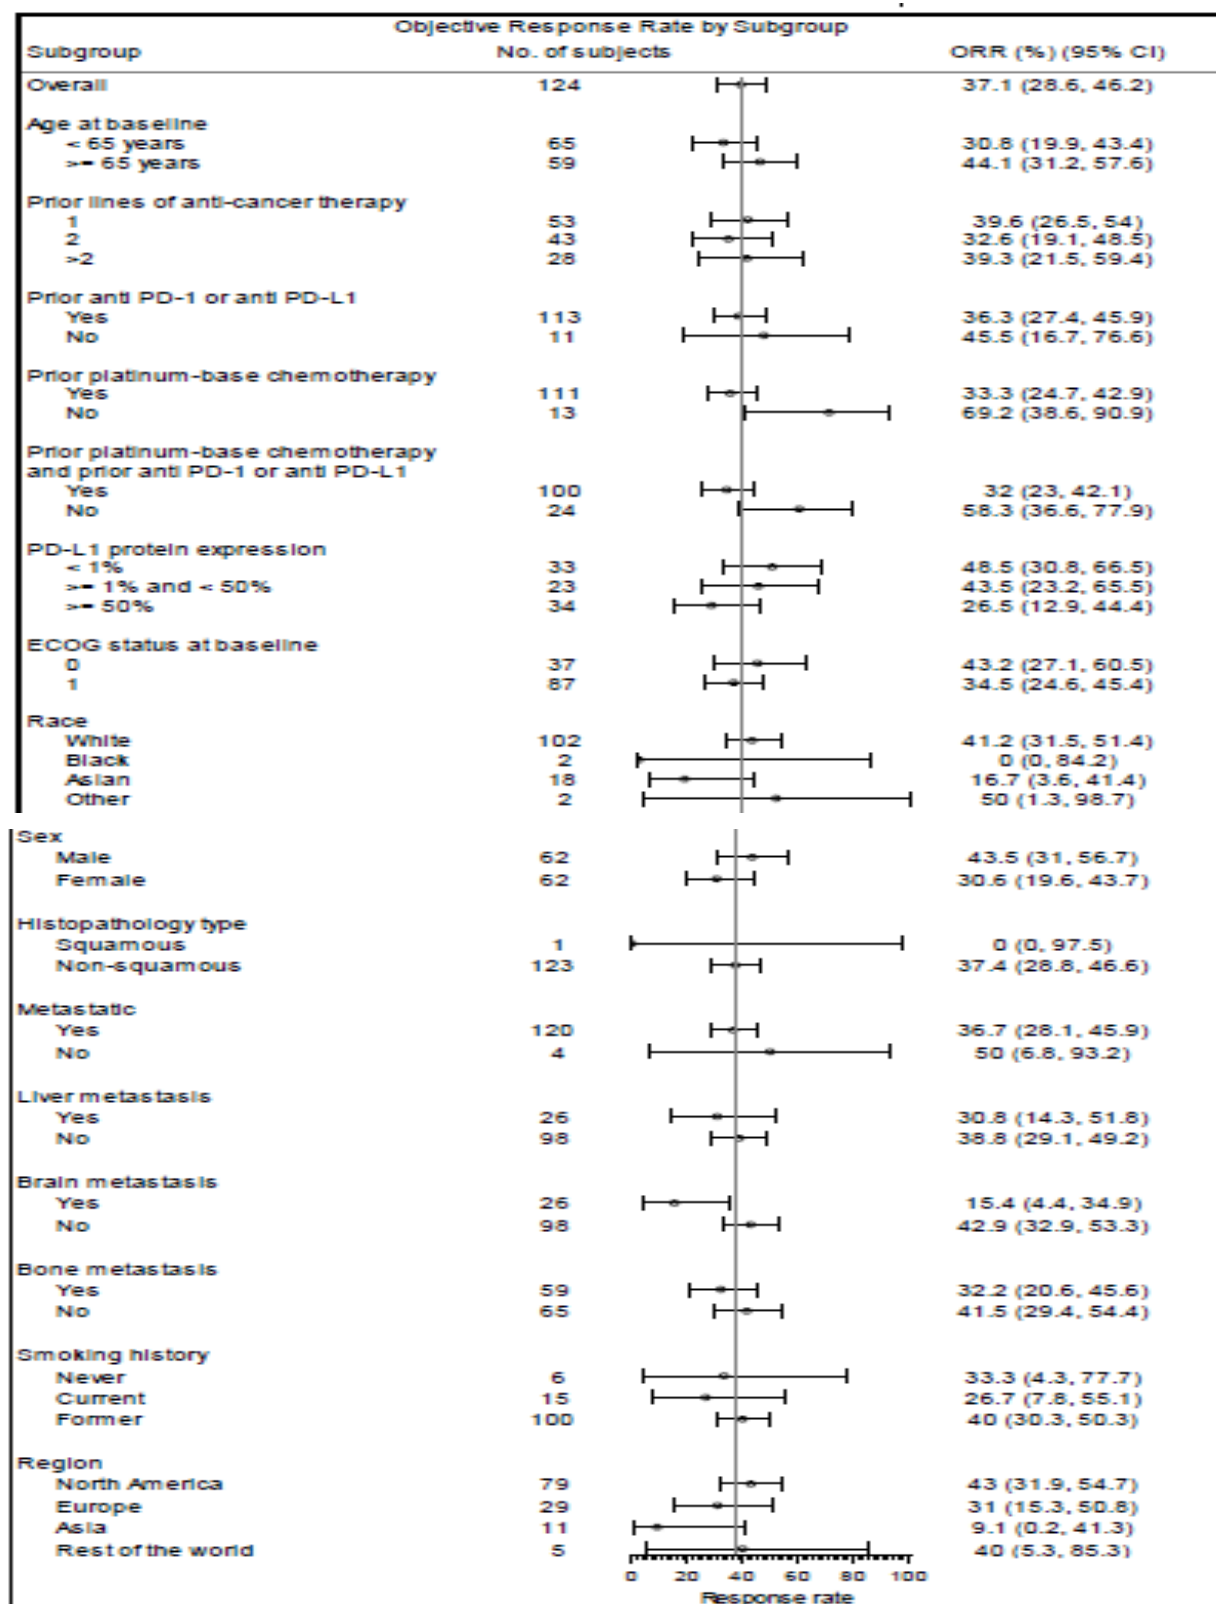 Objective Response Rate by Subgroup
Subgroup No. of subjects ORR (%) (95% CI)
Overall 124 37.1 (28.6, 46.2)
Age at baseline
< 65 years 65 30.8 (19.9, 43.4)
>= 65 years 59 44.1 (31.2, 57.6)
Prior lines of anti-cancer therapy
1 53 39.6 (26.5, 54)
2 43 32.6 (19.1, 48.5)
>2 28 39.3 (21.5, 59.4)
Prior anti PD-1 or anti PD-L1
Yes 113 36.3 (27.4, 45.9)
No 11 45.5 (16.7, 76.6)
Prior platinum-base chemotherapy
Yes 111 33.3 (24.7, 42.9)
No 13 69.2 (38.6, 90.9)
Prior platinum-base chemotherapy
and prior anti PD-1 or anti PD-L1
Yes 100 32 (23, 42.1)
No 24 58.3 (36.6, 77.9)
PD-L1 protein expression
< 1% 33 48.5 (30.8, 66.5)
>= 1% and < 50% 23 43.5 (23.2, 65.5)
>= 50% 34 26.5 (12.9, 44.4)
ECOG status at baseline
0 37 43.2 (27.1, 60.5)
1 87 34.5 (24.6, 45.4)
Race
White 102 41.2 (31.5, 51.4)
Black 2 0 (0, 84.2)
Asian 18 16.7 (3.6, 41.4)
Other 2 50 (1.3, 98.7)
Sex
Male 62 43.5 (31, 56.7)
Female 62 30.6 (19.6, 43.7)
Histopathology type
Squamous 1 0 (0, 97.5)
Non-squamous 123 37.4 (28.8, 46.6)
Metastatic
Yes 120 36.7 (28.1, 45.9)
No 4 50 (6.8, 93.2)
Liver metastasis
Yes 26 30.8 (14.3, 51.8)
No 98 38.8 (29.1, 49.2)
Brain metastasis
Yes 26 15.4 (4.4, 34.9)
No 98 42.9 (32.9, 53.3)
Bone metastasis
Yes 59 32.2 (20.6, 45.6)
No 65 41.5 (29.4, 54.4)
Smoking history
Never 6 33.3 (4.3, 77.7)
Current 15 26.7 (7.8, 55.1)
Former 100 40 (30.3, 50.3)
Region
North America 79 43 (31.9, 54.7)
Europe 29 31 (15.3, 50.8)
Asia 11 9.1 (0.2, 41.3)
Rest of the world 5 40 (5.3, 85.3)
0 20 40 60 80 100
Response rate